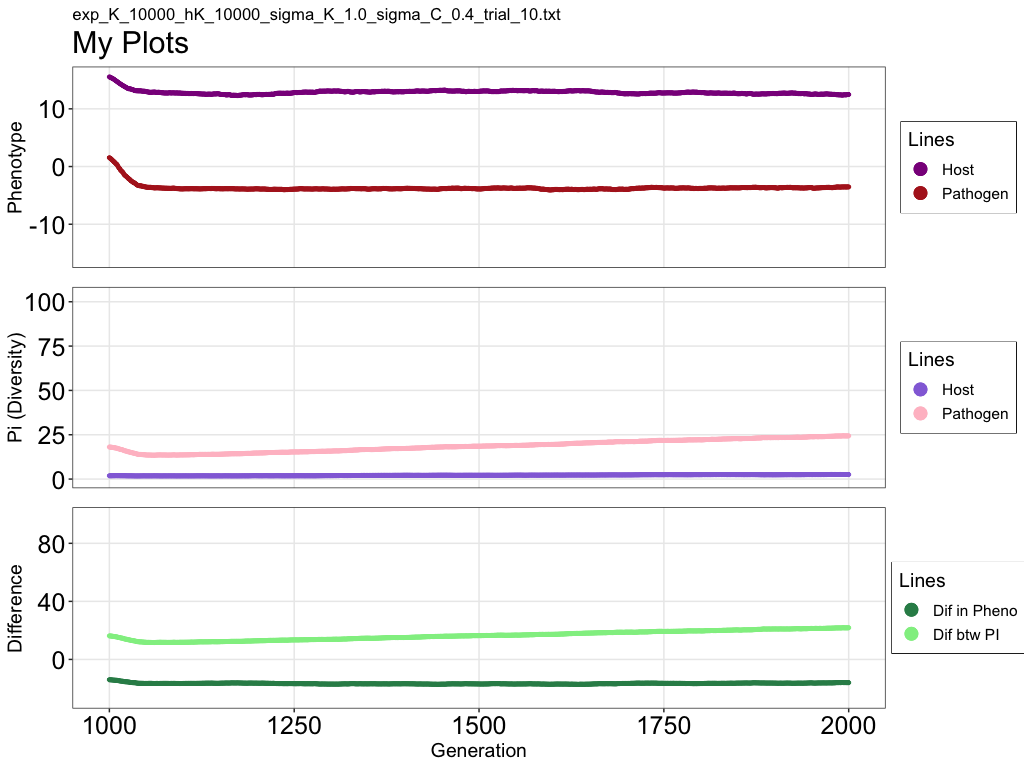 exp_K_10000_hK_10000_sigma_K_1.0_sigma_C_0.4_trial_10.txt
My Plots
Phenotype
10
0
-10
Lines
Host
Pathogen
Pi (Diversity)
100
75
50
25
0
Lines
Host
Pathogen
Difference
80
40
0
Lines
Dif in Pheno
Dif btw PI
1000 1250 1500 1750 2000
Generation